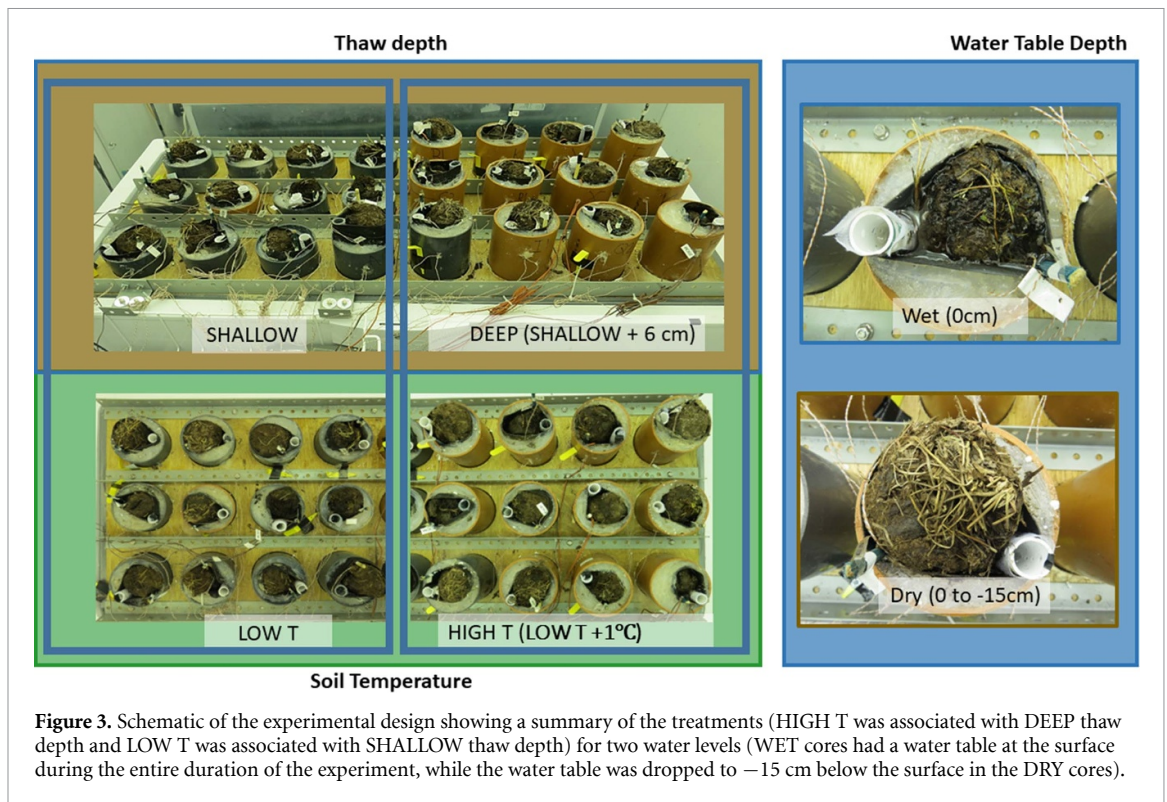 Thaw depth
Water Table Depth
SHALLOW
DEEP (SHALLOW + 6 cm)
Wet (0cm)
LOW T
HIGH T (LOW T +1°C)
Dry (0 to -15cm)
Soil Temperature
Figure 3. Schematic of the experimental design showing a summary of the treatments (HIGH T was associated with DEEP thaw
depth and LOW T was associated with SHALLOW thaw depth) for two water levels (WET cores had a water table at the surface
during the entire duration of the experiment, while the water table was dropped to −15 cm below the surface in the DRY cores).